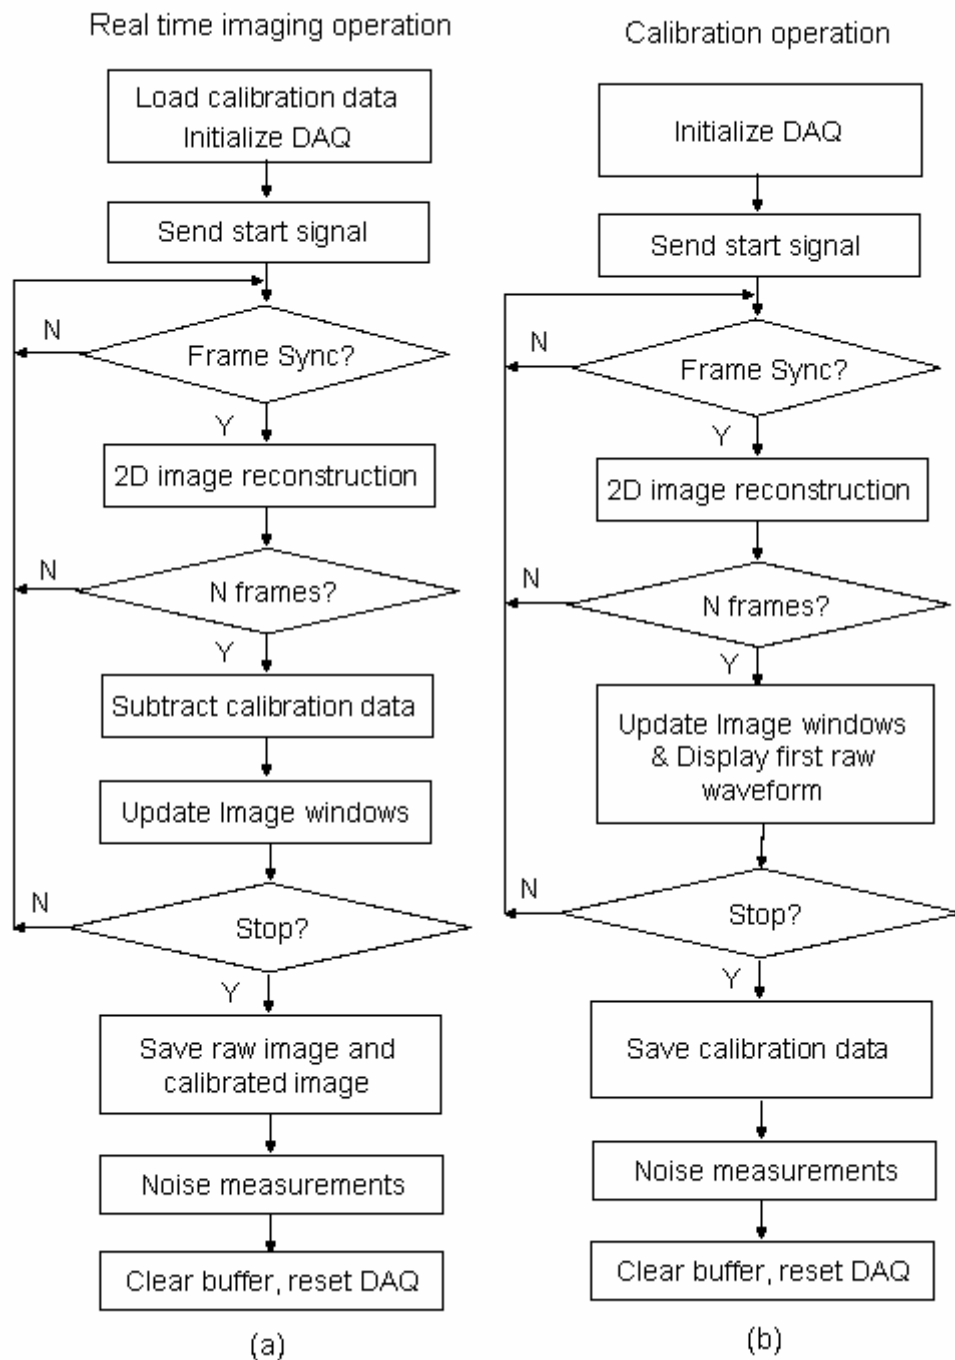 Real time imaging operation
Load calibration data
Initialize DAQ
Send start signal
Frame Sync?
N
Y
2D image reconstruction
N frames?
N
Y
Subtract calibration data
Update Image windows
Stop?
N
Y
Save raw image and
calibrated image
Noise measurements
Clear buffer, reset DAQ
(a)
Calibration operation
Initialize DAQ
Send start signal
Frame Sync?
N
Y
2D image reconstruction
N frames?
N
Y
Update Image windows
& Display first raw
waveform
Stop?
N
Y
Save calibration data
Noise measurements
Clear buffer, reset DAQ
(b)